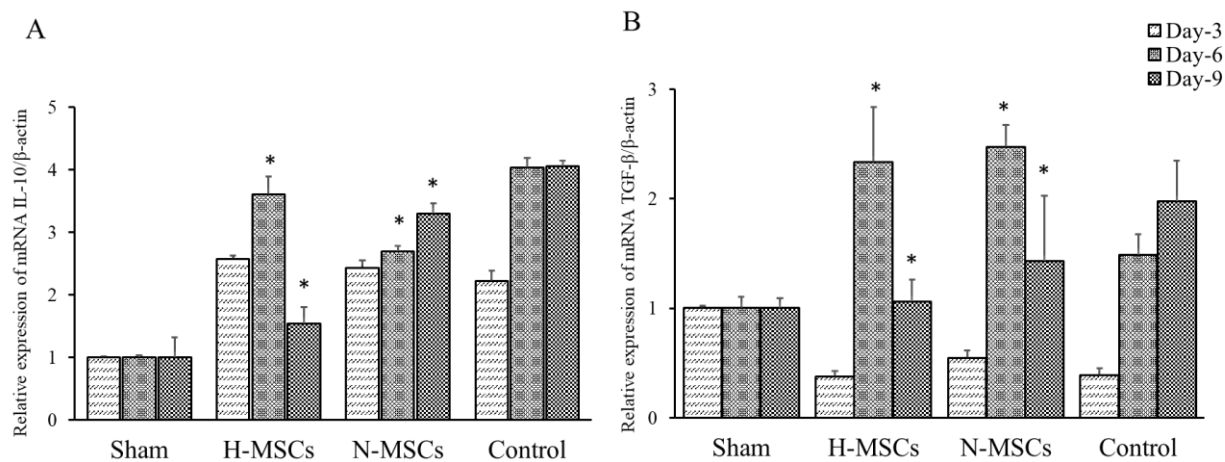 A
Relative expression of mRNA IL-10/β-actin
5
4
3
2
1
0
*
*
*
*
Sham H-MSCs N-MSCs Control
B
Day-3
Day-6
Day-9
Relative expression of mRNA TGF-β/β-actin
3
2
1
0
*
*
*
*
Sham H-MSCs N-MSCs Control